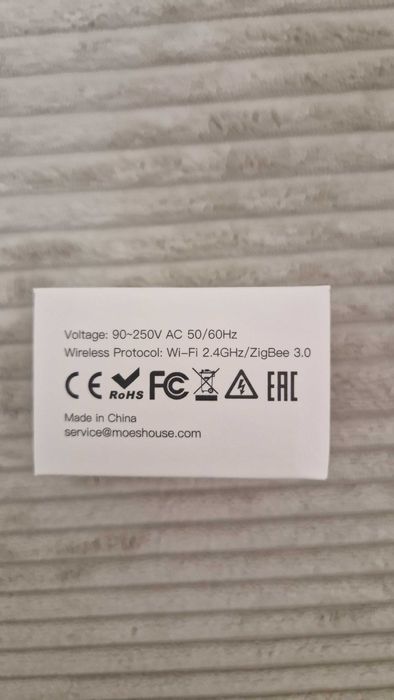 Voltage: 90~250V AC 50/60Hz
Wireless Protocol: Wi-Fi 2.4GHz/ZigBee 3.0
CE RoHS FC EAC
Made in China
service@moeshouse.com